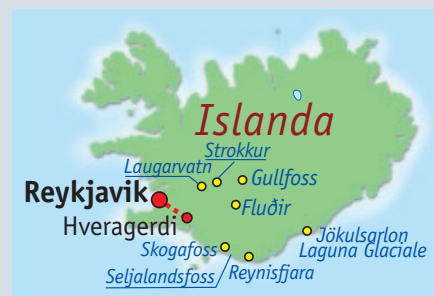 Islanda
Strokkur
Laugarvatn
Gullfoss
Reykjavik
Fluðir
Hveragerdi
Jökulsarlon
Laguna Glaciale
Skogafoss
Reynisfjara
Seljalandsfoss